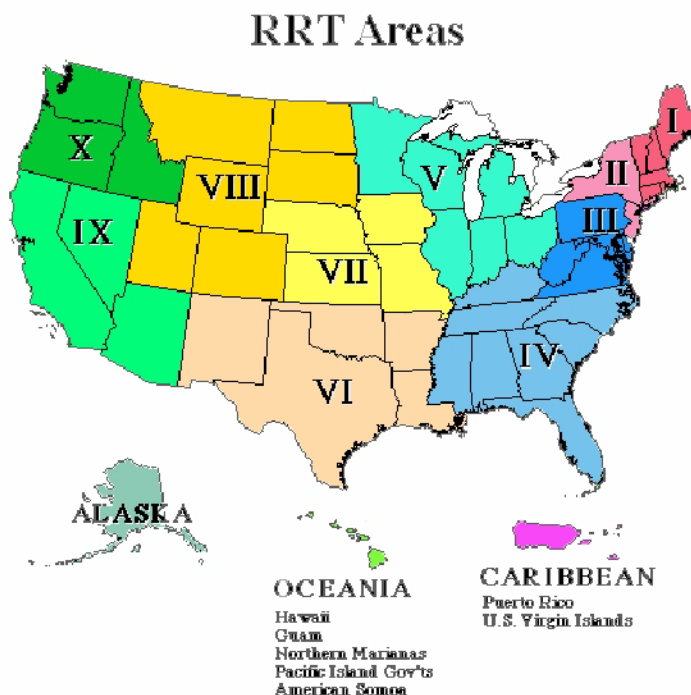 RRT Areas
I
X
II
V
VIII
III
IX
VII
IV
VI
ALASKA
OCEANIA
Hawaii
Guam
Northern Marianas
Pacific Island Gov'ts
American Somoa
CARIBBEAN
Puerto Rico
U.S. Virgin Islands